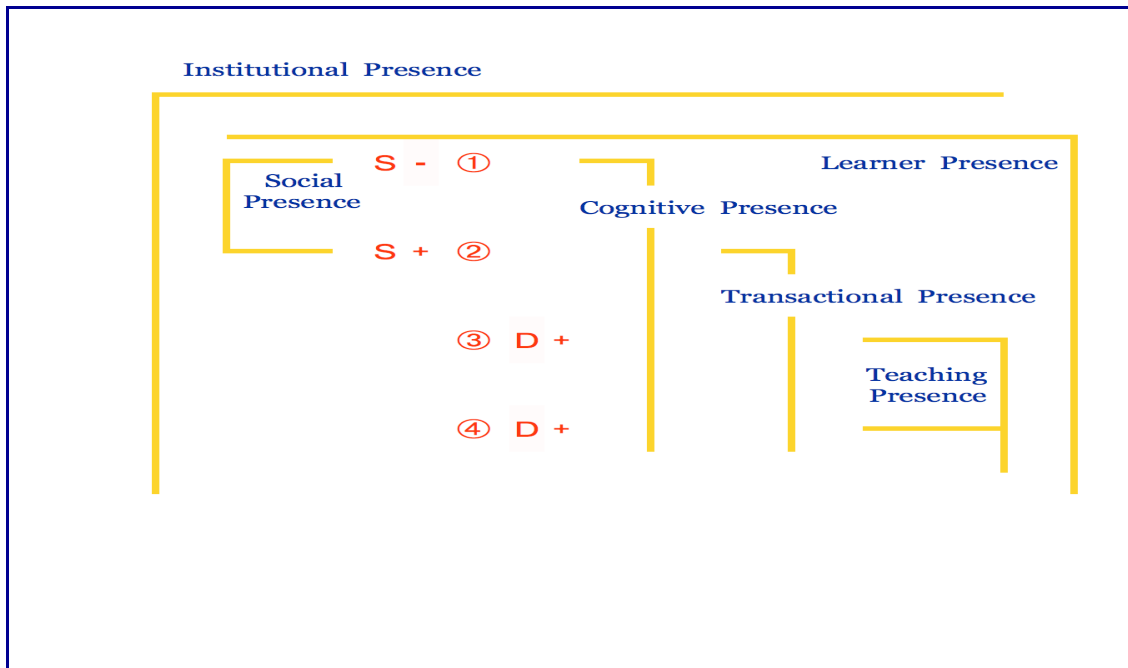 Institutional Presence
S - ① Learner Presence
Social
Presence
Cognitive Presence
S + ②
Transactional Presence
③ D +
Teaching
Presence
④ D +